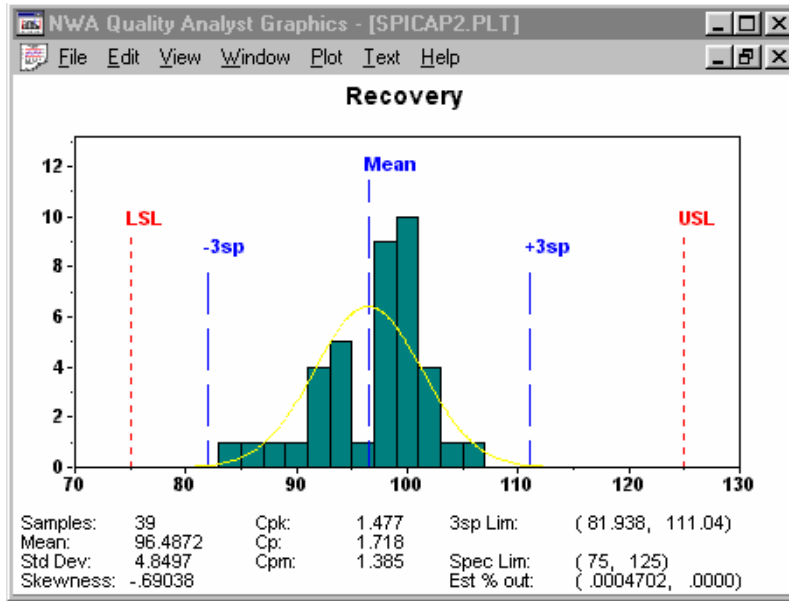 NWA Quality Analyst Graphics - [SPICAP2.PLT]
File Edit View Window Plot Text Help
Recovery
12
Mean
10
LSL
USL
8
-3sp
+3sp
6
4
2
0
70 80 90 100 110 120 130
Samples: 39 Cpk: 1.477 3sp Lim: ( 81.938, 111.04)
Mean: 96.4872 Cp: 1.718
Std Dev: 4.8497 Cpm: 1.385 Spec Lim: ( 75, 125)
Skewness: -.69038 Est % out: ( .0004702, .0000)